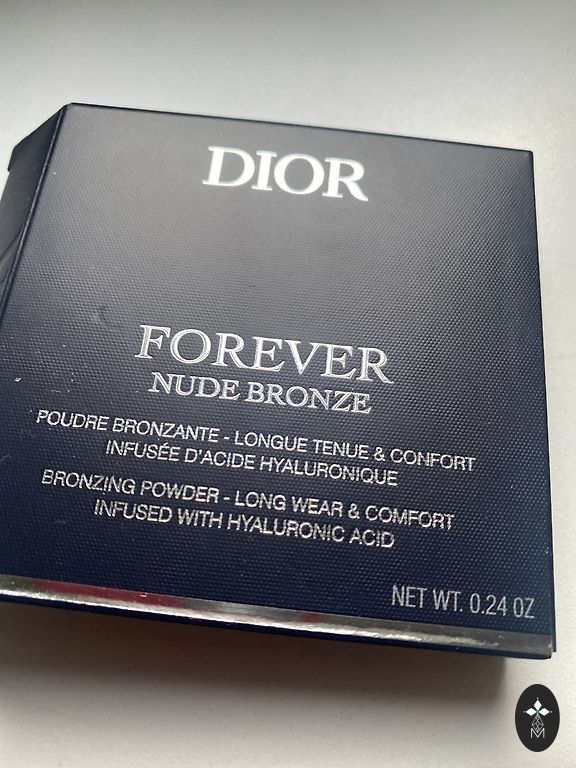 DIOR
FOREVER
NUDE BRONZE
POUDRE BRONZANTE - LONGUE TENUE & CONFORT
INFUSÉE D'ACIDE HYALURONIQUE
BRONZING POWDER - LONG WEAR & COMFORT
INFUSED WITH HYALURONIC ACID
NET WT. 0.24 OZ
M